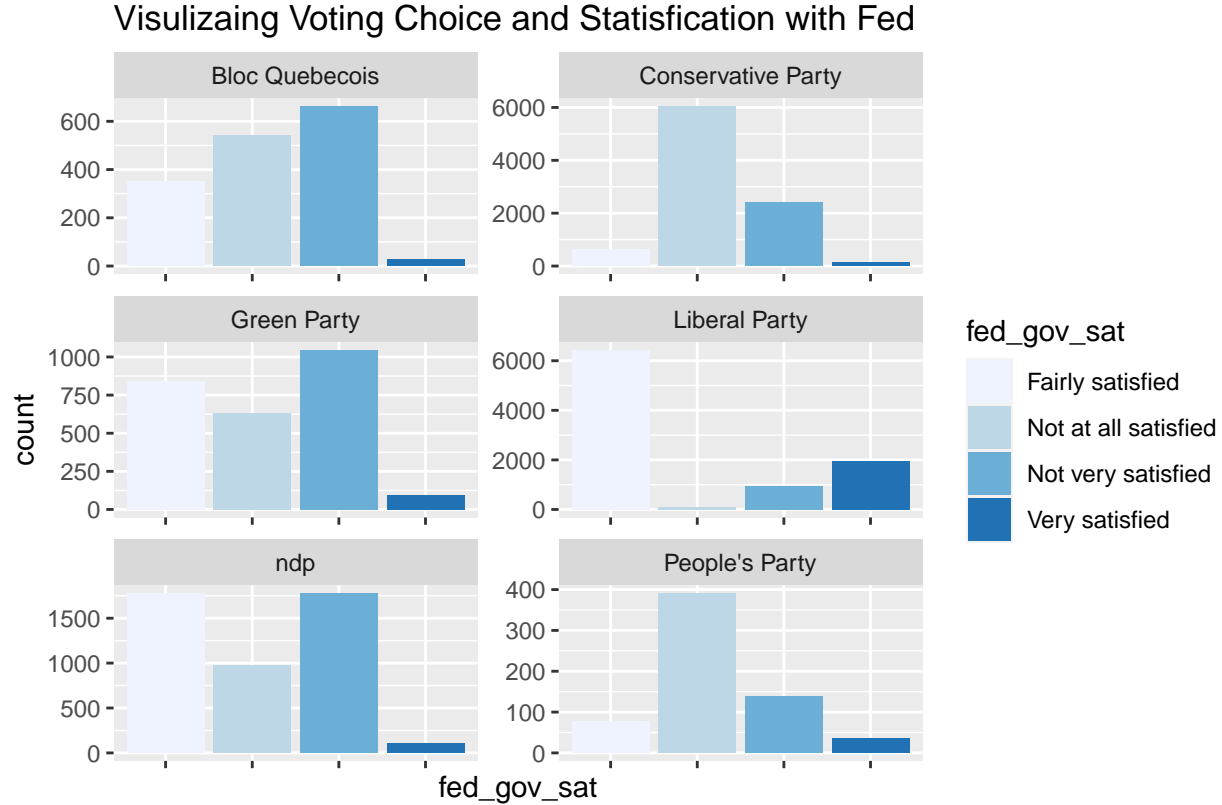 Visulizaing Voting Choice and Statisfication with Fed
Bloc Quebecois
Conservative Party
600
400
200
0
6000
4000
2000
0
Green Party
Liberal Party
1000
750
500
250
0
6000
4000
2000
0
ndp
People's Party
1500
1000
500
0
400
300
200
100
0
count
fed_gov_sat
fed_gov_sat
Fairly satisfied
Not at all satisfied
Not very satisfied
Very satisfied